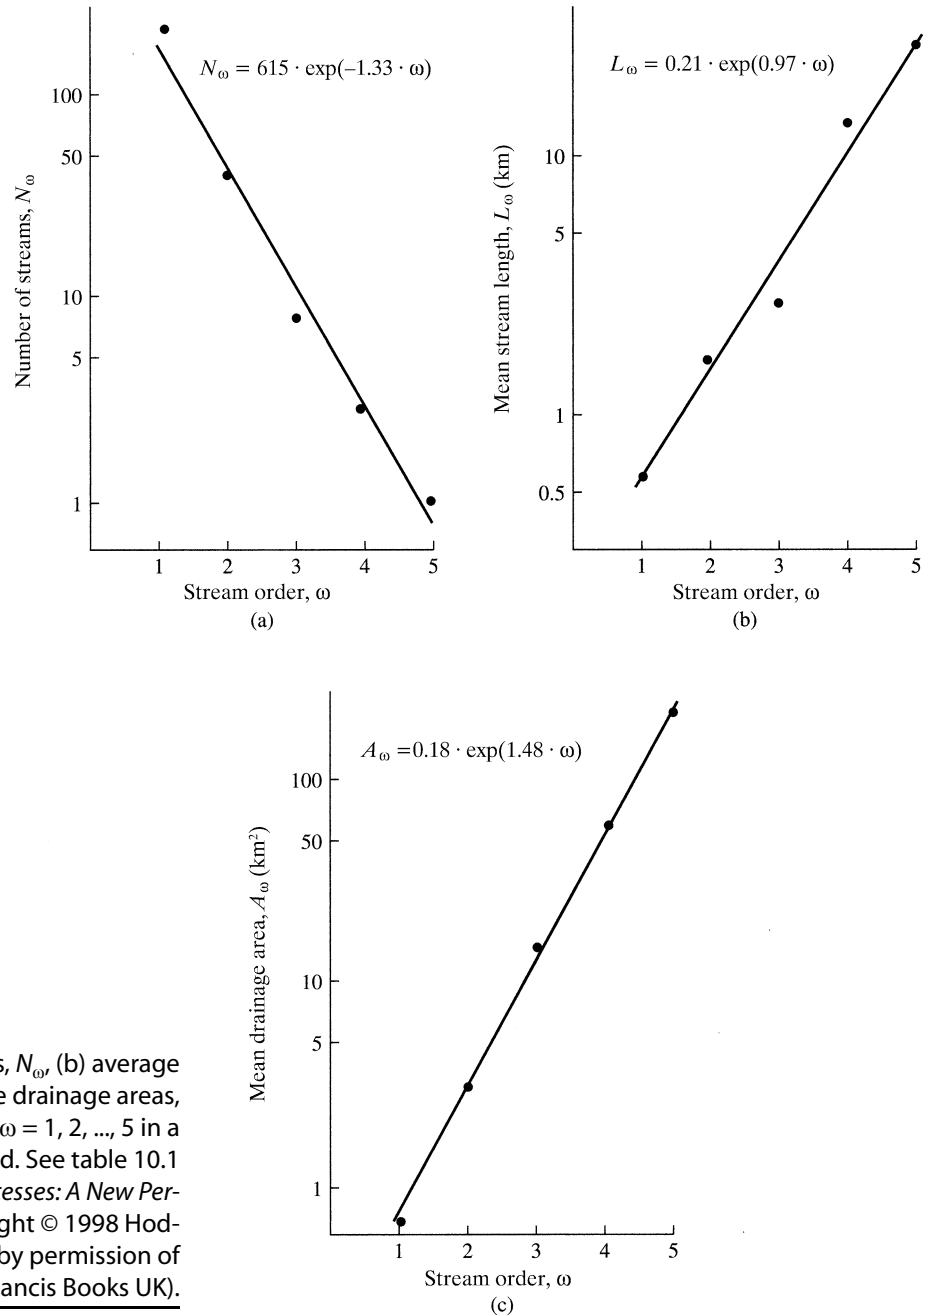 N_ω = 615 · exp(–1.33 · ω)
100
50
10
5
1
Number of streams, N_ω
1 2 3 4 5
Stream order, ω
(a)
L_ω = 0.21 · exp(0.97 · ω)
10
5
1
0.5
Mean stream length, L_ω (km)
1 2 3 4 5
Stream order, ω
(b)
A_ω =0.18 · exp(1.48 · ω)
100
50
10
5
1
Mean drainage area, A_ω (km²)
1 2 3 4 5
Stream order, ω
(c)
s, N_ω, (b) average
e drainage areas,
ω = 1, 2, ..., 5 in a
d. See table 10.1
esses: A New Per-
ght © 1998 Hod-
by permission of
ancis Books UK).